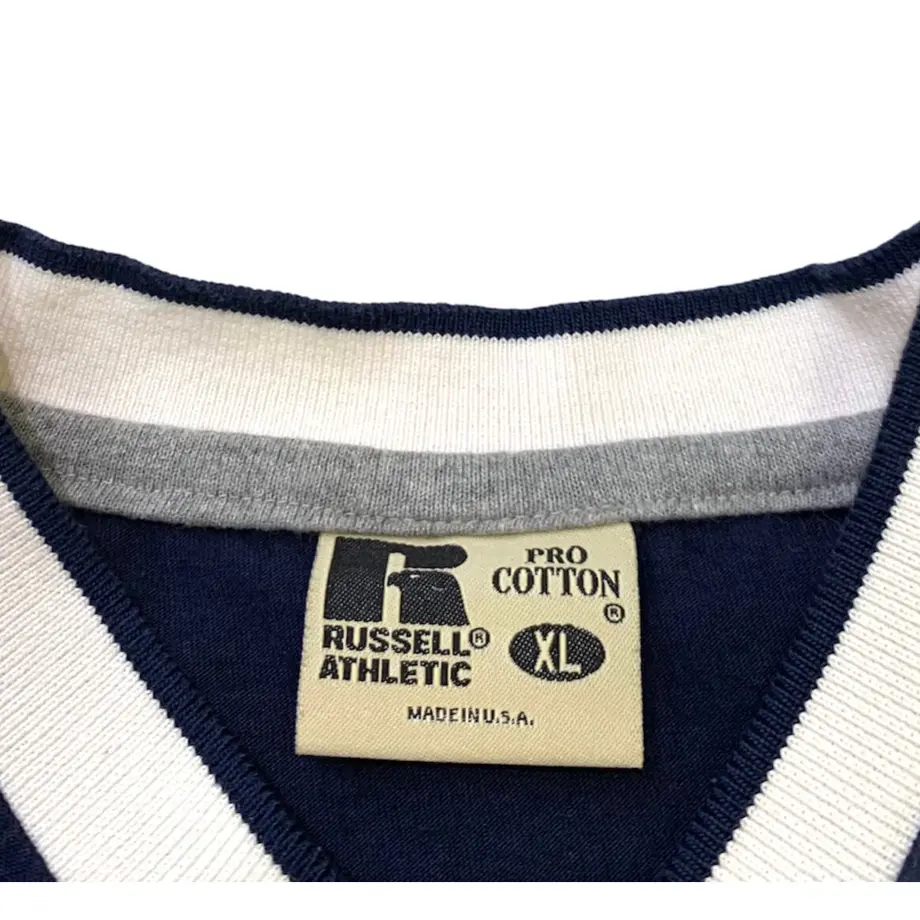 PRO
COTTON®
RUSSELL®
ATHLETIC
XL
MADE IN U.S.A.